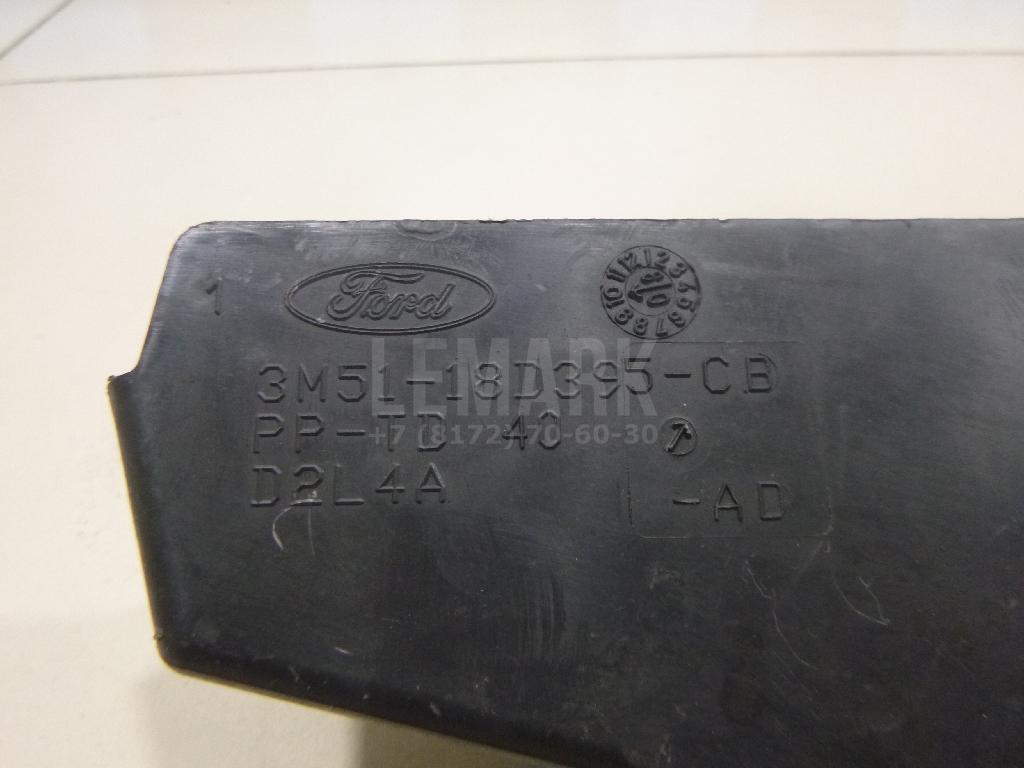 1 Ford
3M51-18D395-CB
PP-TD 40
D2L4A
-AD
LEMARK
+7 (8172) 70-60-30